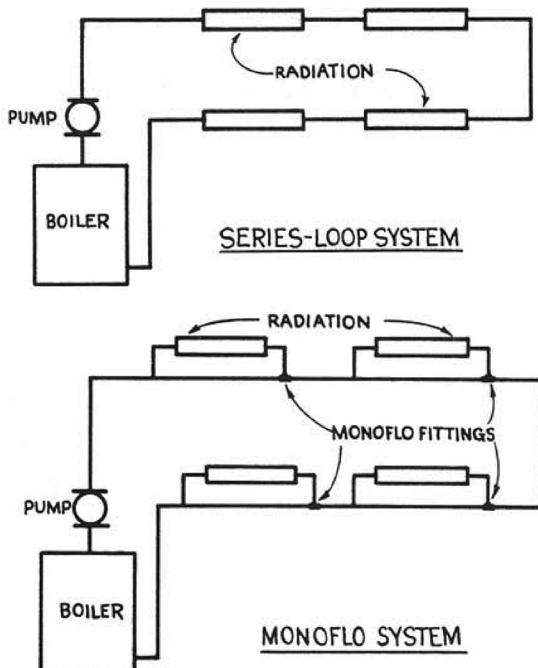 RADIATION
PUMP
BOILER
SERIES-LOOP SYSTEM
RADIATION
MONOFLO FITTINGS
PUMP
BOILER
MONOFLO SYSTEM